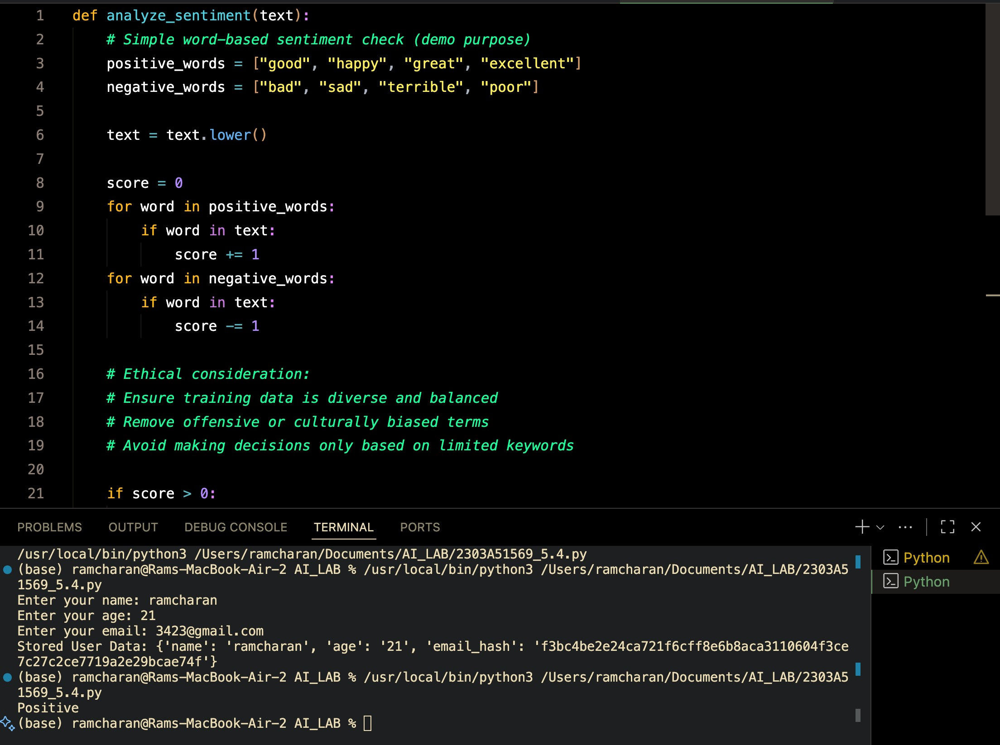 1 def analyze_sentiment(text):
2     # Simple word-based sentiment check (demo purpose)
3     positive_words = ["good", "happy", "great", "excellent"]
4     negative_words = ["bad", "sad", "terrible", "poor"]
5
6     text = text.lower()
7
8     score = 0
9     for word in positive_words:
10         if word in text:
11             score += 1
12     for word in negative_words:
13         if word in text:
14             score -= 1
15
16     # Ethical consideration:
17     # Ensure training data is diverse and balanced
18     # Remove offensive or culturally biased terms
19     # Avoid making decisions only based on limited keywords
20
21     if score > 0:
PROBLEMS OUTPUT DEBUG CONSOLE TERMINAL PORTS
/usr/local/bin/python3 /Users/ramcharan/Documents/AI_LAB/2303A51569_5.4.py
(base) ramcharan@Rams-MacBook-Air-2 AI_LAB % /usr/local/bin/python3 /Users/ramcharan/Documents/AI_LAB/2303A5
1569_5.4.py
Enter your name: ramcharan
Enter your age: 21
Enter your email: 3423@gmail.com
Stored User Data: {'name': 'ramcharan', 'age': '21', 'email_hash': 'f3bc4be2e24ca721f6cff8e6b8aca3110604f3ce
7c27c2ce7719a2e29bcae74f'}
(base) ramcharan@Rams-MacBook-Air-2 AI_LAB % /usr/local/bin/python3 /Users/ramcharan/Documents/AI_LAB/2303A5
1569_5.4.py
Positive
(base) ramcharan@Rams-MacBook-Air-2 AI_LAB %
Python
Python